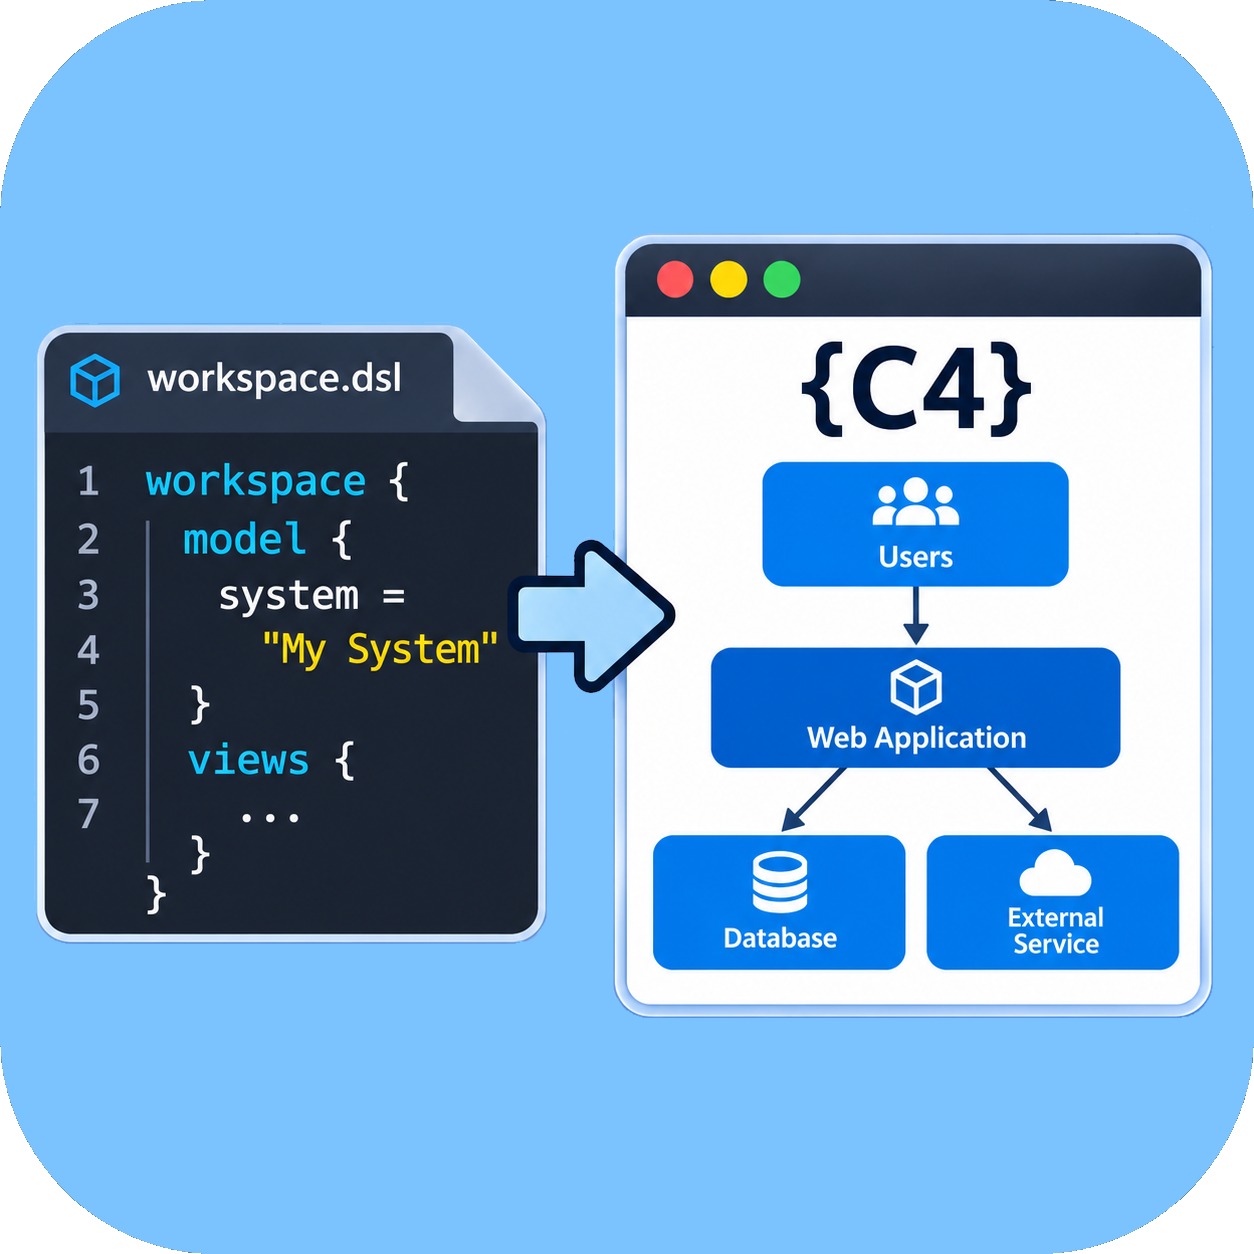 workspace.dsl
1 workspace {
2 model {
3 system =
4 "My System"
5 }
6 views {
7 ...
}
}
{C4}
Users
Web Application
Database
External
Service